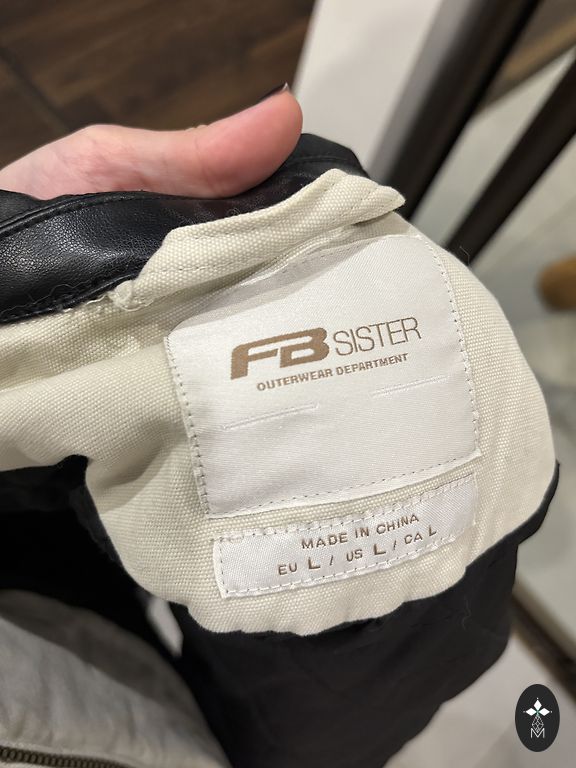 FB SISTER
OUTERWEAR DEPARTMENT
MADE IN CHINA
EU L / US L / CA L
M